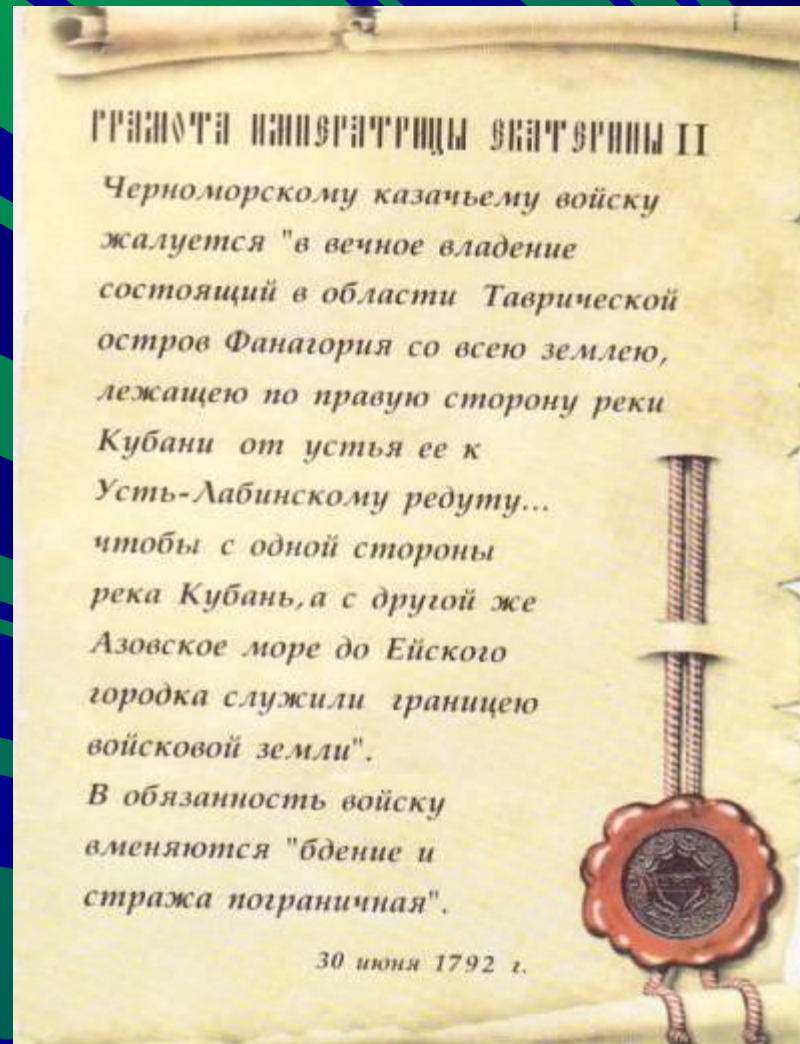 ГРАМОТА ИМПЕРАТРИЦЫ ЕКАТЕРИНЫ II
Черноморскому казачьему войску
жалуется "в вечное владение
состоящий в области Таврической
остров Фанагория со всею землею,
лежащею по правую сторону реки
Кубани от устья ее к
Усть-Лабинскому редуту...
чтобы с одной стороны
река Кубань,а с другой же
Азовское море до Ейского
городка служили границею
войсковой земли".
В обязанность войску
вменяются "бдение и
стража пограничная".
30 июня 1792 г.